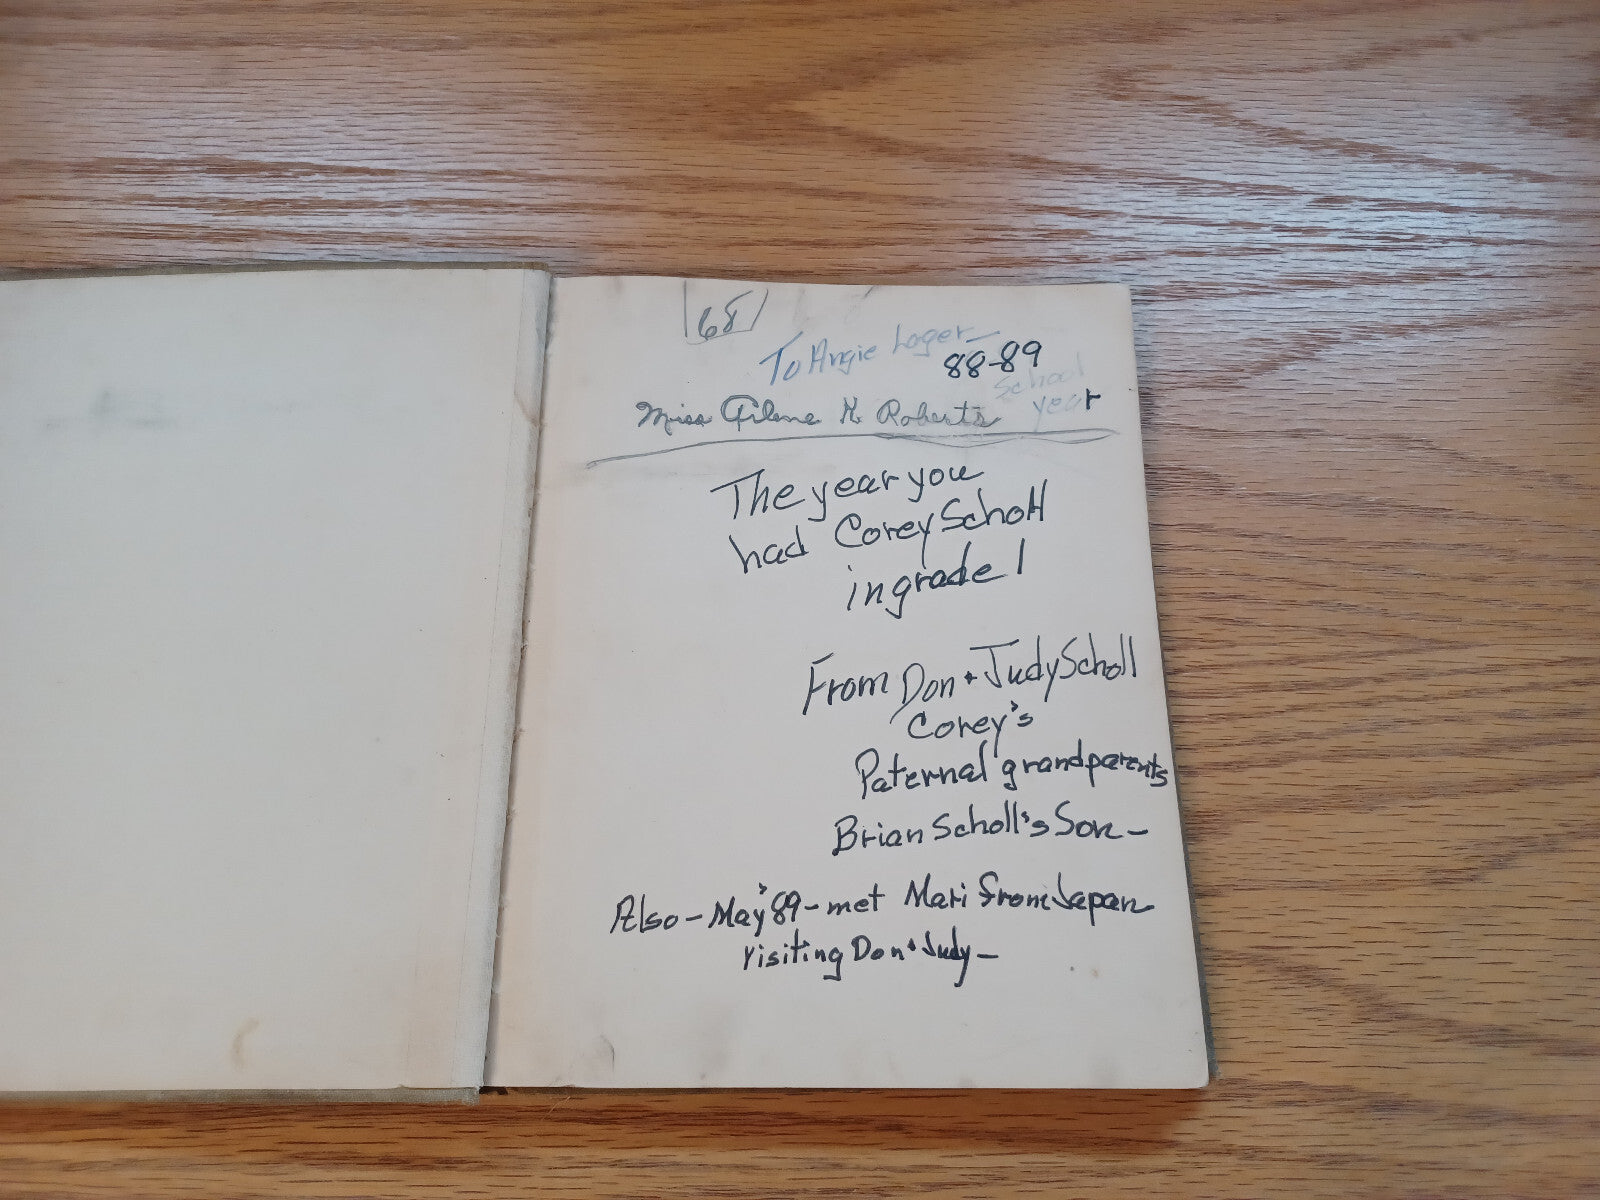 68
To Angie Loger
88-89
School
year
Miss Arlene K Roberts
The year you
had Corey Scholl
in grade 1
From Don + Judy Scholl
Corey's
Paternal grandparents
Brian Scholl's Son -
Also - May '89 - met Mari from Japan
visiting Don + Judy -